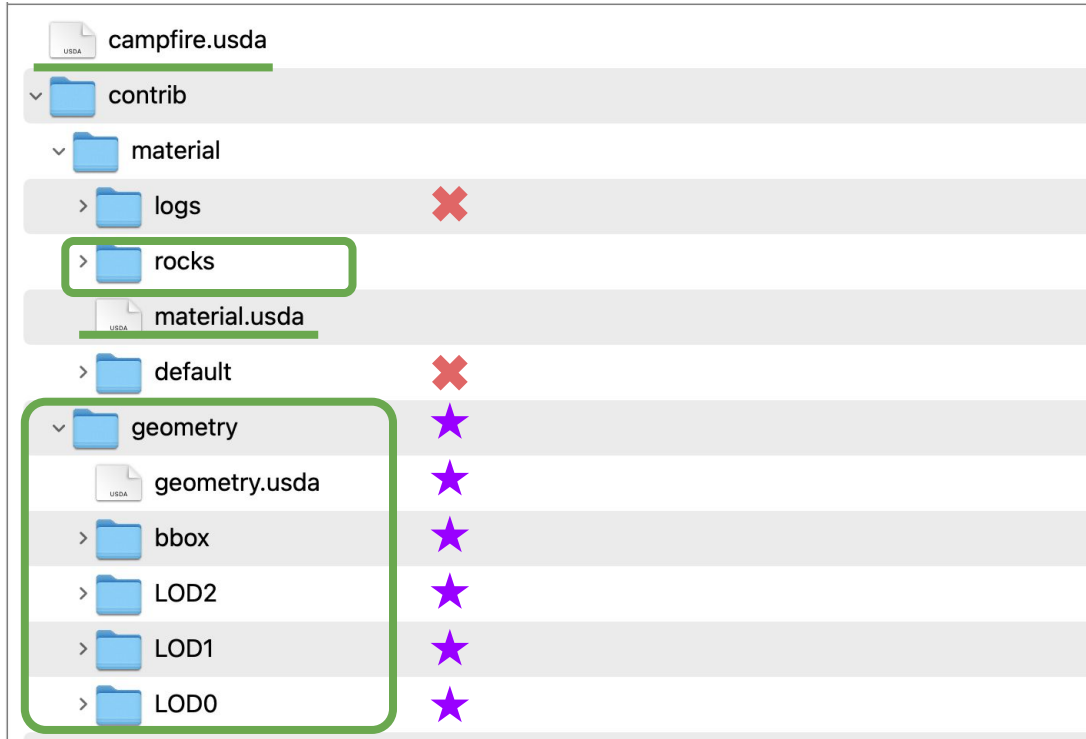 USDA
campfire.usda
contrib
material
logs
rocks
USDA
material.usda
default
geometry
USDA
geometry.usda
bbox
LOD2
LOD1
LOD0